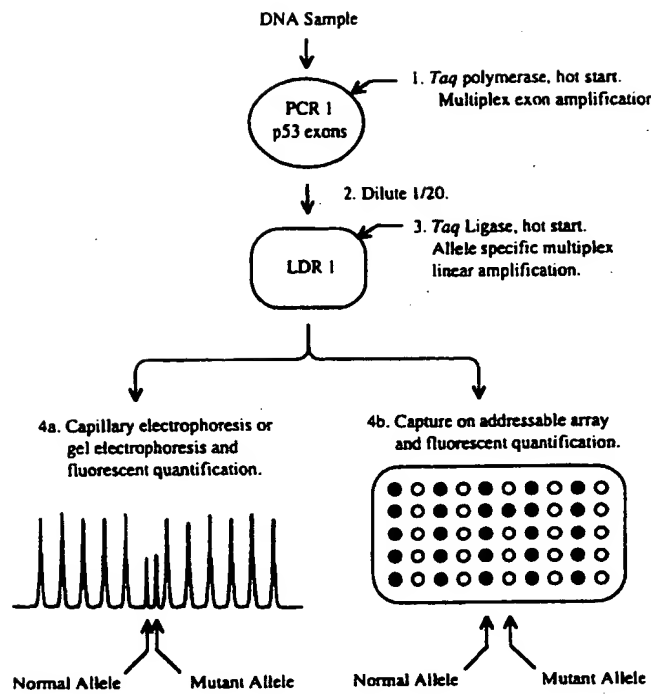 DNA Sample
1. Taq polymerase, hot start.
Multiplex exon amplification
PCR 1
p53 exons
2. Dilute 1/20.
3. Taq Ligase, hot start.
Allele specific multiplex
linear amplification.
LDR 1
4a. Capillary electrophoresis or
gel electrophoresis and
fluorescent quantification.
4b. Capture on addressable array
and fluorescent quantification.
Normal Allele
Mutant Allele
Normal Allele
Mutant Allele